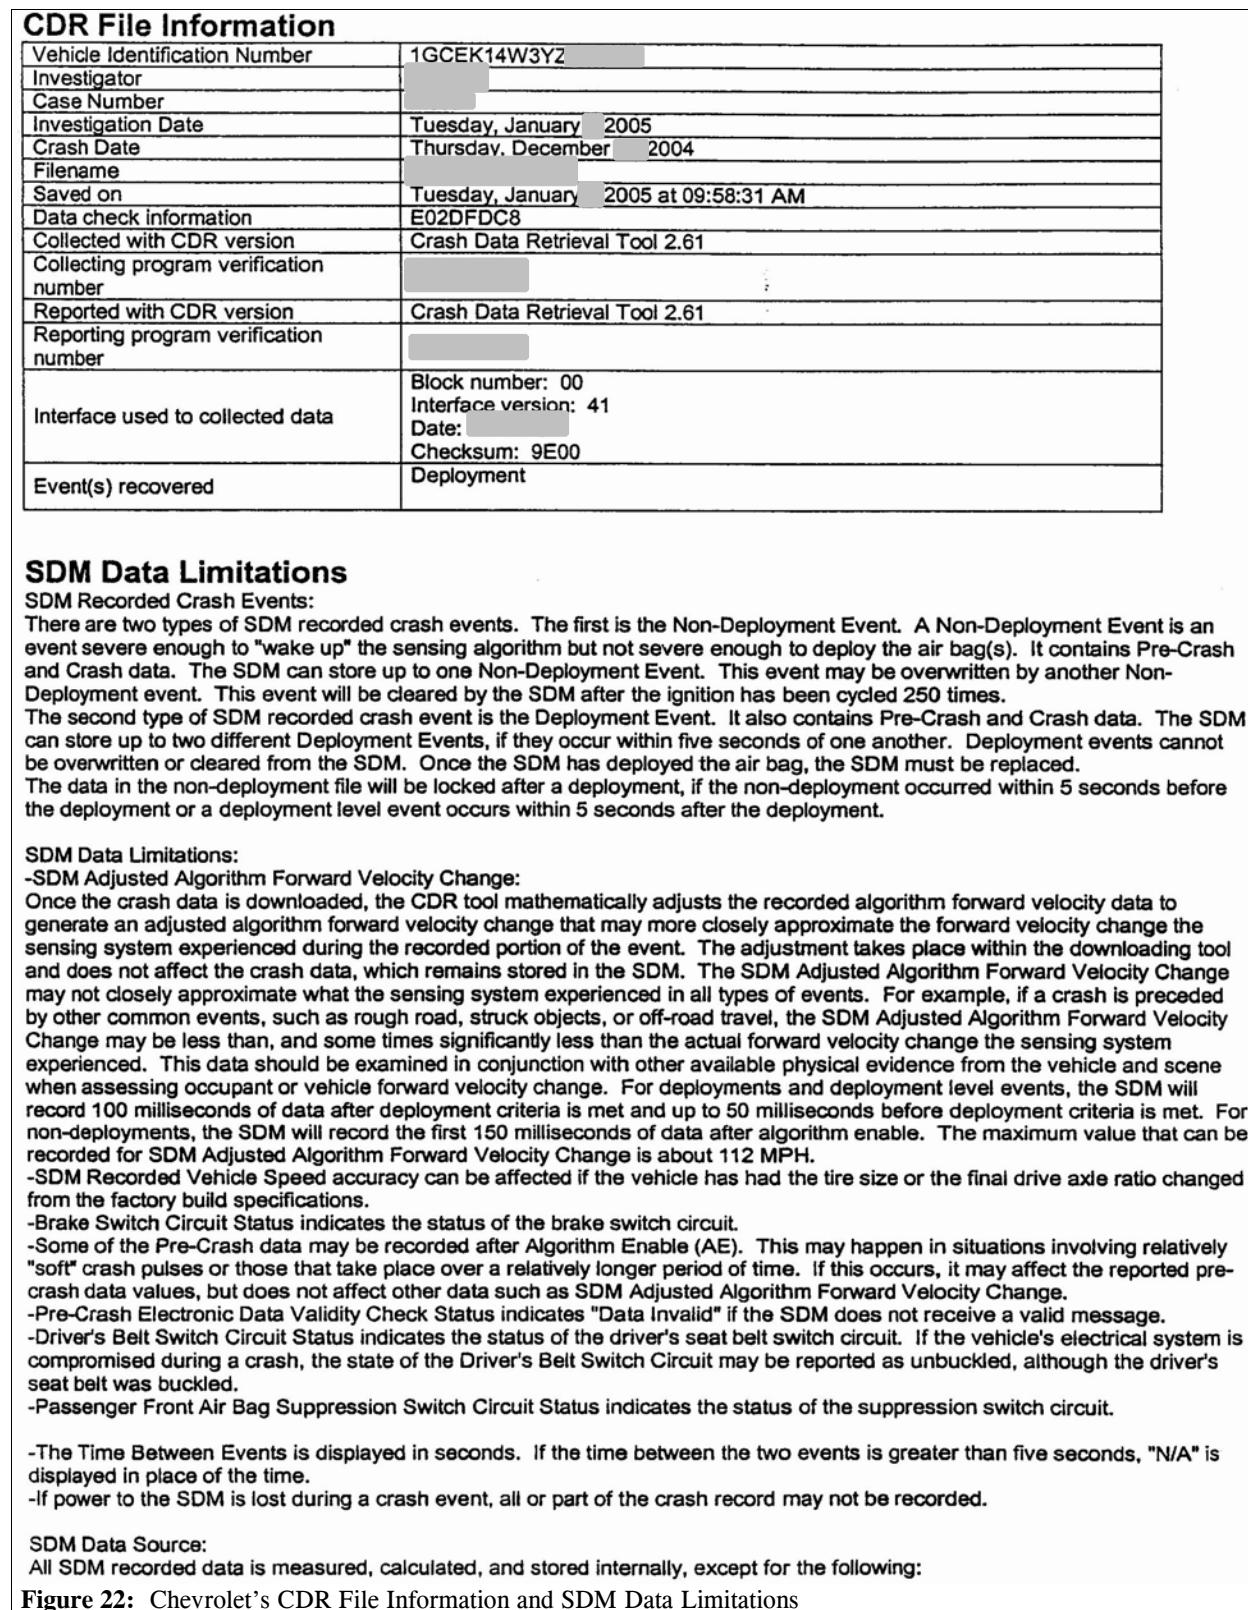 CDR File Information
Vehicle Identification Number 1GCEK14W3YZ
Investigator
Case Number
Investigation Date Tuesday, January 2005
Crash Date Thursday, December 2004
Filename
Saved on Tuesday, January 2005 at 09:58:31 AM
Data check information E02DFDC8
Collected with CDR version Crash Data Retrieval Tool 2.61
Collecting program verification
number
Reported with CDR version Crash Data Retrieval Tool 2.61
Reporting program verification
number
Interface used to collected data
Block number: 00
Interface version: 41
Date:
Checksum: 9E00
Event(s) recovered Deployment
SDM Data Limitations
SDM Recorded Crash Events:
There are two types of SDM recorded crash events. The first is the Non-Deployment Event. A Non-Deployment Event is an
event severe enough to "wake up" the sensing algorithm but not severe enough to deploy the air bag(s). It contains Pre-Crash
and Crash data. The SDM can store up to one Non-Deployment Event. This event may be overwritten by another Non-
Deployment event. This event will be cleared by the SDM after the ignition has been cycled 250 times.
The second type of SDM recorded crash event is the Deployment Event. It also contains Pre-Crash and Crash data. The SDM
can store up to two different Deployment Events, if they occur within five seconds of one another. Deployment events cannot
be overwritten or cleared from the SDM. Once the SDM has deployed the air bag, the SDM must be replaced.
The data in the non-deployment file will be locked after a deployment, if the non-deployment occurred within 5 seconds before
the deployment or a deployment level event occurs within 5 seconds after the deployment.
SDM Data Limitations:
-SDM Adjusted Algorithm Forward Velocity Change:
Once the crash data is downloaded, the CDR tool mathematically adjusts the recorded algorithm forward velocity data to
generate an adjusted algorithm forward velocity change that may more closely approximate the forward velocity change the
sensing system experienced during the recorded portion of the event. The adjustment takes place within the downloading tool
and does not affect the crash data, which remains stored in the SDM. The SDM Adjusted Algorithm Forward Velocity Change
may not closely approximate what the sensing system experienced in all types of events. For example, if a crash is preceded
by other common events, such as rough road, struck objects, or off-road travel, the SDM Adjusted Algorithm Forward Velocity
Change may be less than, and some times significantly less than the actual forward velocity change the sensing system
experienced. This data should be examined in conjunction with other available physical evidence from the vehicle and scene
when assessing occupant or vehicle forward velocity change. For deployments and deployment level events, the SDM will
record 100 milliseconds of data after deployment criteria is met and up to 50 milliseconds before deployment criteria is met. For
non-deployments, the SDM will record the first 150 milliseconds of data after algorithm enable. The maximum value that can be
recorded for SDM Adjusted Algorithm Forward Velocity Change is about 112 MPH.
-SDM Recorded Vehicle Speed accuracy can be affected if the vehicle has had the tire size or the final drive axle ratio changed
from the factory build specifications.
-Brake Switch Circuit Status indicates the status of the brake switch circuit.
-Some of the Pre-Crash data may be recorded after Algorithm Enable (AE). This may happen in situations involving relatively
"soft" crash pulses or those that take place over a relatively longer period of time. If this occurs, it may affect the reported pre-
crash data values, but does not affect other data such as SDM Adjusted Algorithm Forward Velocity Change.
-Pre-Crash Electronic Data Validity Check Status indicates "Data Invalid" if the SDM does not receive a valid message.
-Driver's Belt Switch Circuit Status indicates the status of the driver's seat belt switch circuit. If the vehicle's electrical system is
compromised during a crash, the state of the Driver's Belt Switch Circuit may be reported as unbuckled, although the driver's
seat belt was buckled.
-Passenger Front Air Bag Suppression Switch Circuit Status indicates the status of the suppression switch circuit.
-The Time Between Events is displayed in seconds. If the time between the two events is greater than five seconds, "N/A" is
displayed in place of the time.
-If power to the SDM is lost during a crash event, all or part of the crash record may not be recorded.
SDM Data Source:
All SDM recorded data is measured, calculated, and stored internally, except for the following:
Figure 22: Chevrolet's CDR File Information and SDM Data Limitations